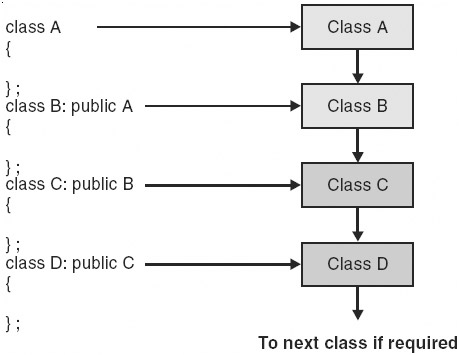 class A
{
} ;
class B: public A
{
} ;
class C: public B
{
} ;
class D: public C
{
} ;
Class A
Class B
Class C
Class D
To next class if required